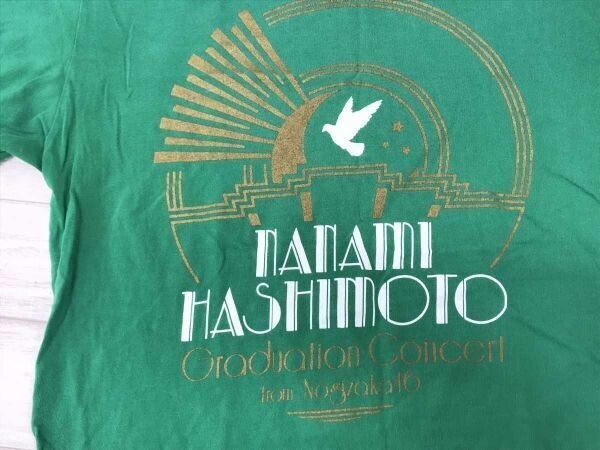 NANAMI
HASHIMOTO
Graduation Concert
from Nogizaka46